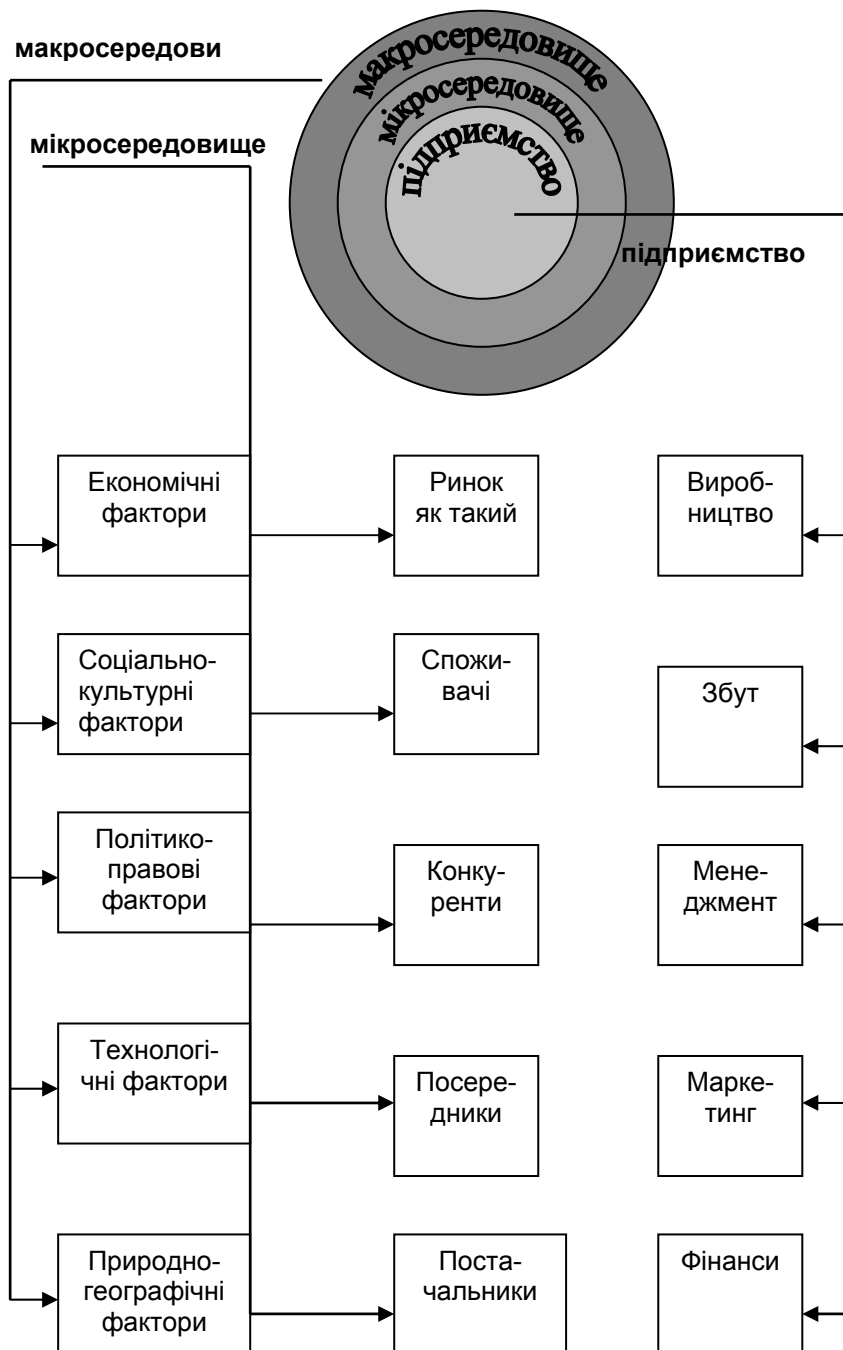 макросередови
макросередовище
мікросередовище
мікросередовище
підприємство
підприємство
Економічні
фактори
Ринок
як такий
Вироб-
ництво
Соціально-
культурні
фактори
Спожи-
вачі
Збут
Політико-
правові
фактори
Конку-
ренти
Мене-
джмент
Технологі-
чні фактори
Посере-
дники
Марке-
тинг
Природно-
географічні
фактори
Поста-
чальники
Фінанси